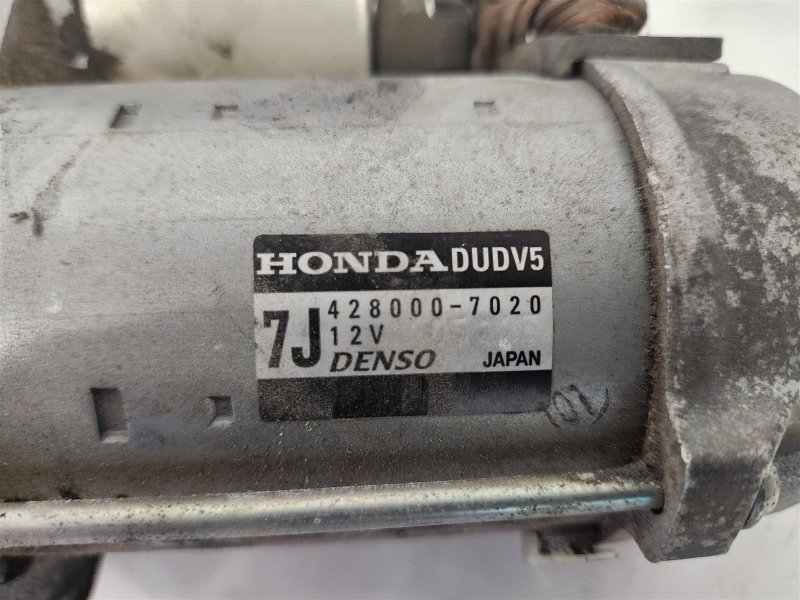 HONDA DUDV5
7J 428000-7020
12V
DENSO JAPAN